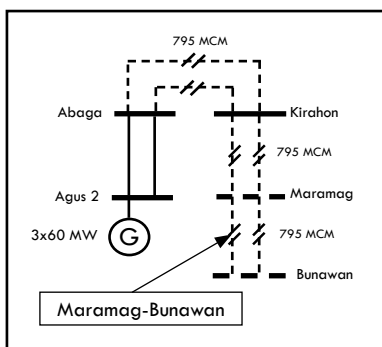 795 MCM
Abaga
Kirahon
795 MCM
Agus 2
Maramag
3x60 MW
G
795 MCM
Bunawan
Maramag-Bunawan